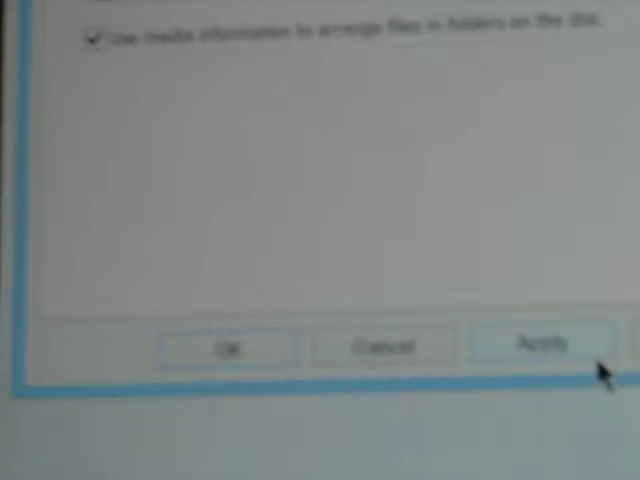 Use media information to arrange files in folders on the disc
OK Cancel Apply